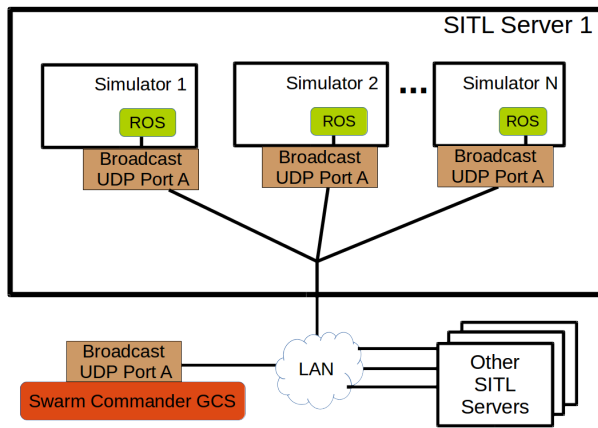 SITL Server 1
Simulator 1
Simulator 2
...
Simulator N
ROS
ROS
ROS
Broadcast
UDP Port A
Broadcast
UDP Port A
Broadcast
UDP Port A
Broadcast
UDP Port A
Swarm Commander GCS
LAN
Other
SITL
Servers